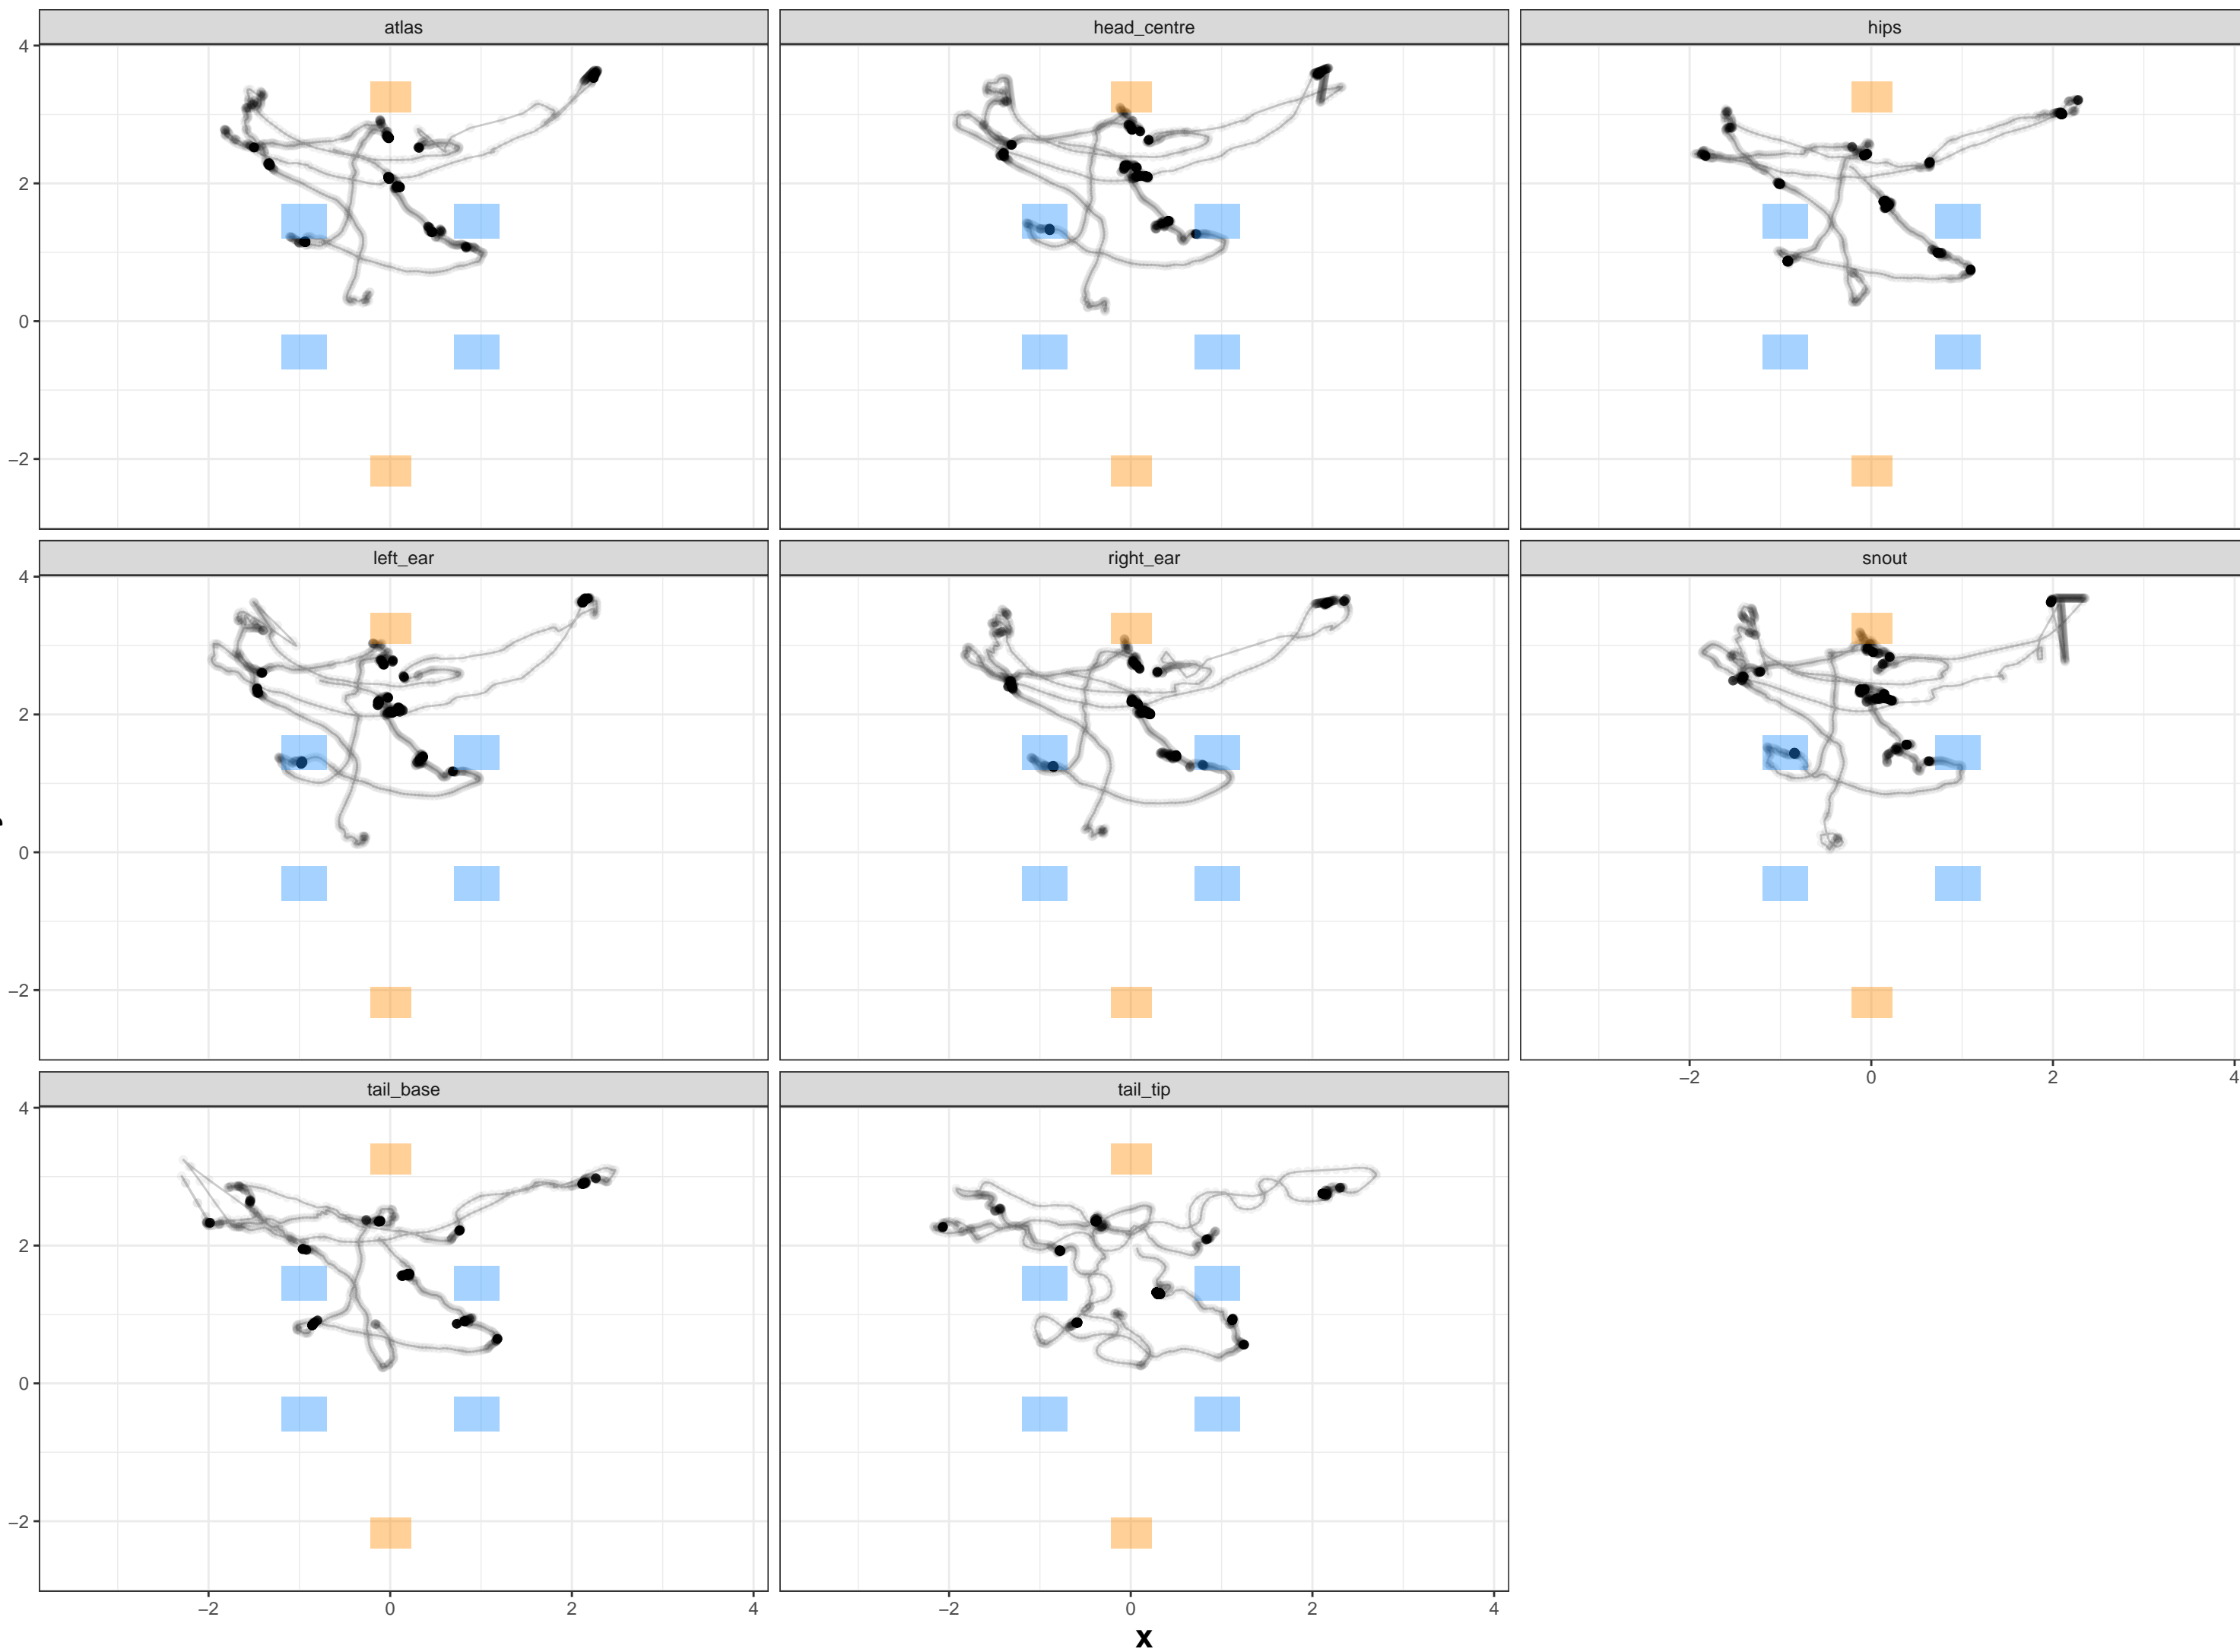 atlas head_centre hips
4
2
0
−2
left_ear right_ear snout
4
2
0
−2
−2 0 2 4
tail_base tail_tip
4
2
0
−2
−2 0 2 4 −2 0 2 4
x